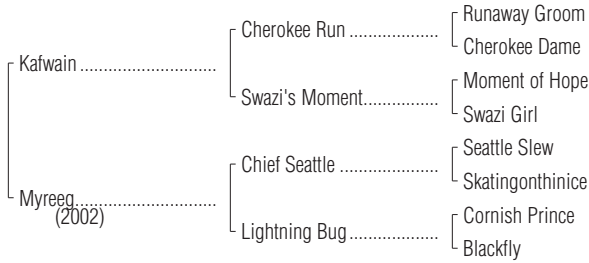 Runaway Groom
Cherokee Run ..................
Cherokee Dame
Kafwain ...........................
Moment of Hope
Swazi's Moment...............
Swazi Girl
Seattle Slew
Chief Seattle ....................
Skatingonthinice
Myreeg............................
(2002)
Cornish Prince
Lightning Bug..................
Blackfly